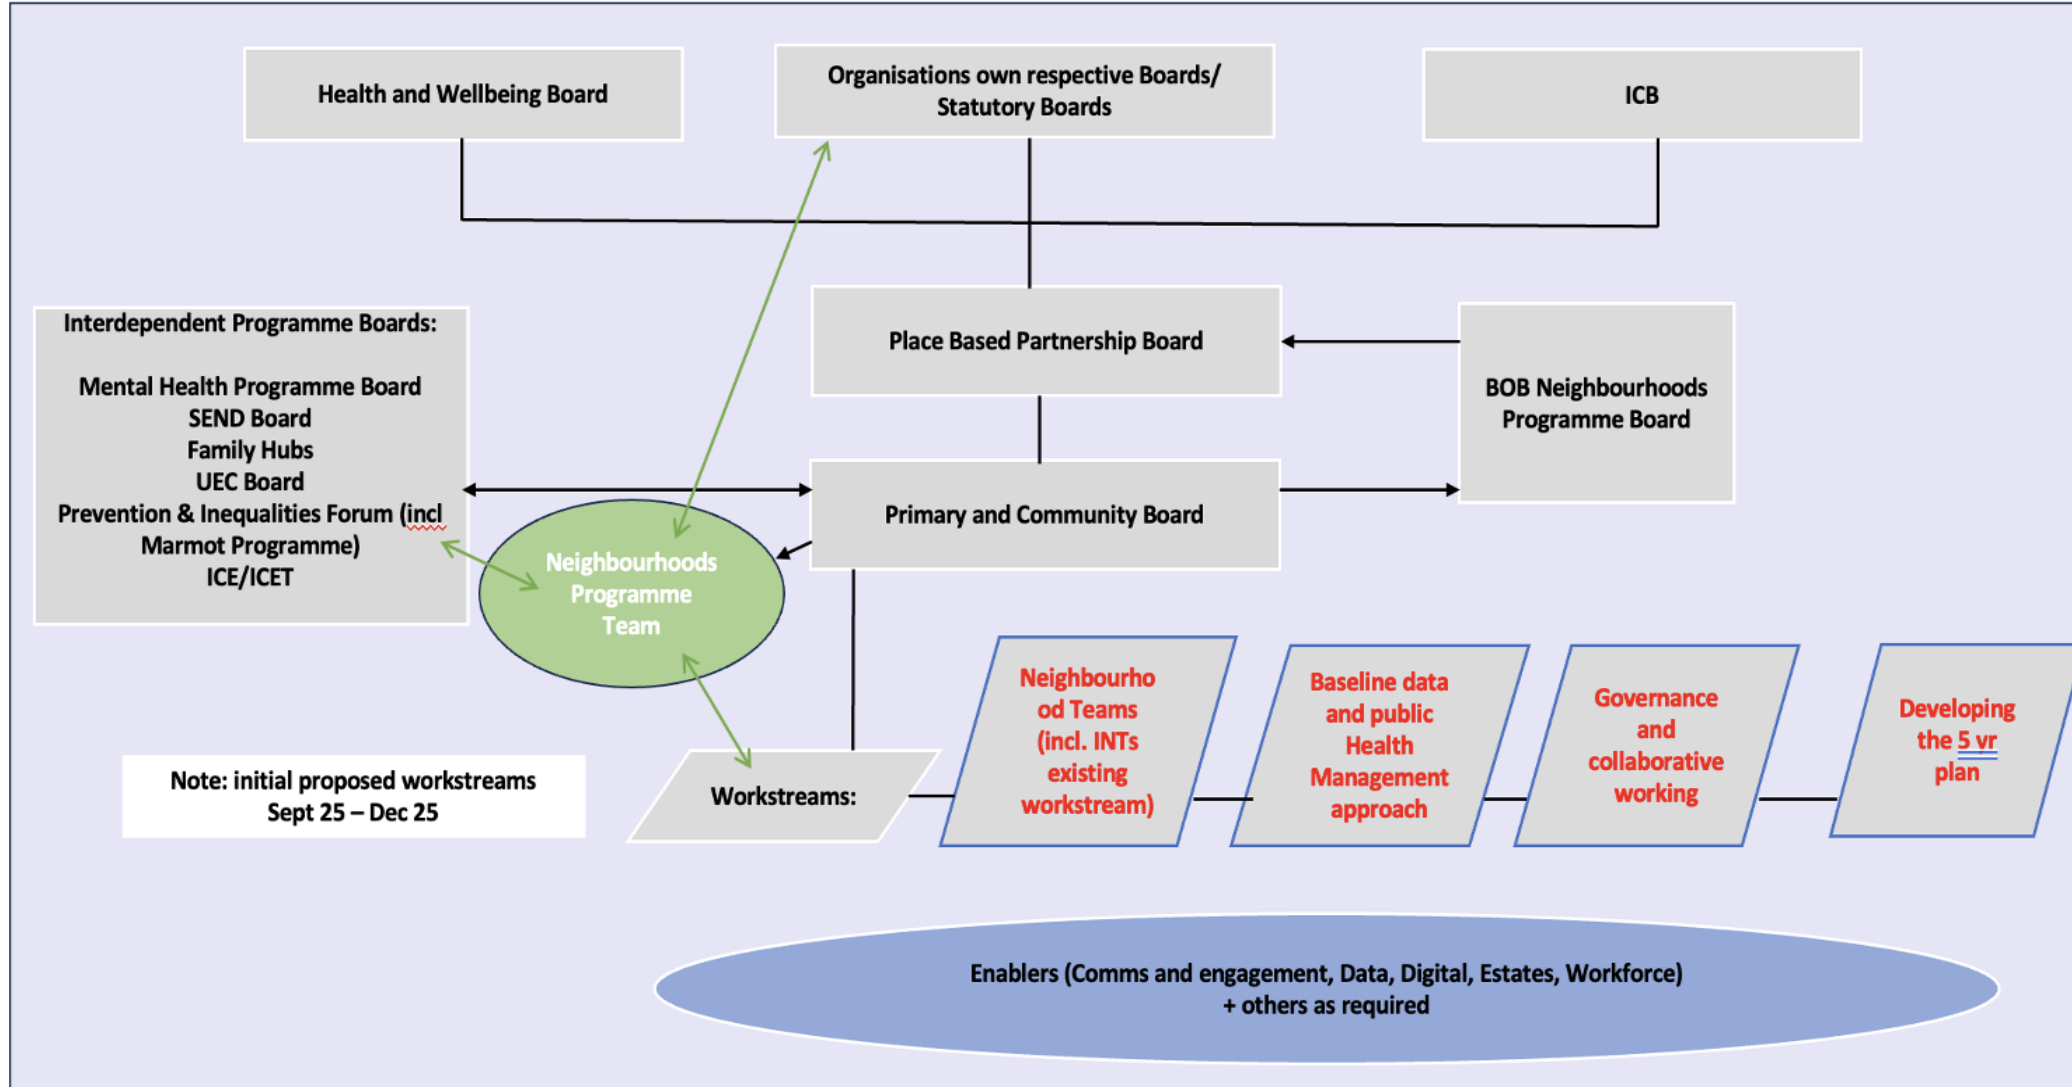 Health and Wellbeing Board
Organisations own respective Boards/
Statutory Boards
ICB
Interdependent Programme Boards:
Mental Health Programme Board
SEND Board
Family Hubs
UEC Board
Prevention & Inequalities Forum (incl
Marmot Programme)
ICE/ICET
Place Based Partnership Board
BOB Neighbourhoods
Programme Board
Primary and Community Board
Neighbourhoods
Programme
Team
Note: initial proposed workstreams
Sept 25 – Dec 25
Workstreams:
Neighbourho
od Teams
(incl. INTs
existing
workstream)
Baseline data
and public
Health
Management
approach
Governance
and
collaborative
working
Developing
the 5 yr
plan
Enablers (Comms and engagement, Data, Digital, Estates, Workforce)
+ others as required